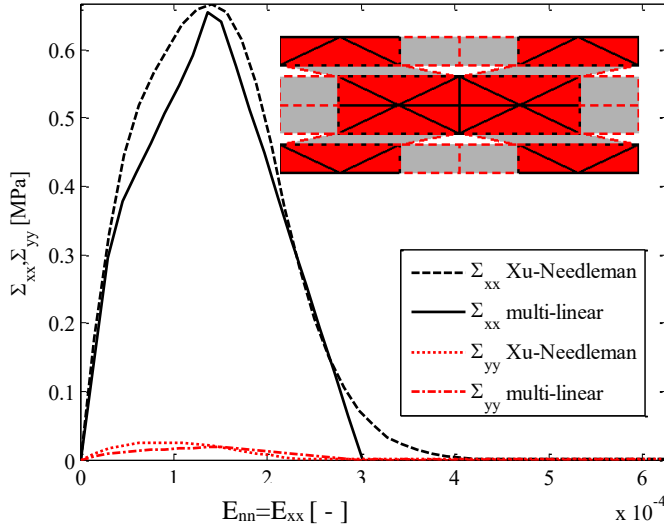 0.6
0.5
0.4
0.3
0.2
0.1
0
Σxx,Σyy [MPa]
Σxx Xu-Needleman
Σxx multi-linear
Σyy Xu-Needleman
Σyy multi-linear
0 1 2 3 4 5 6
Enn=Exx [ - ]
x 10-4